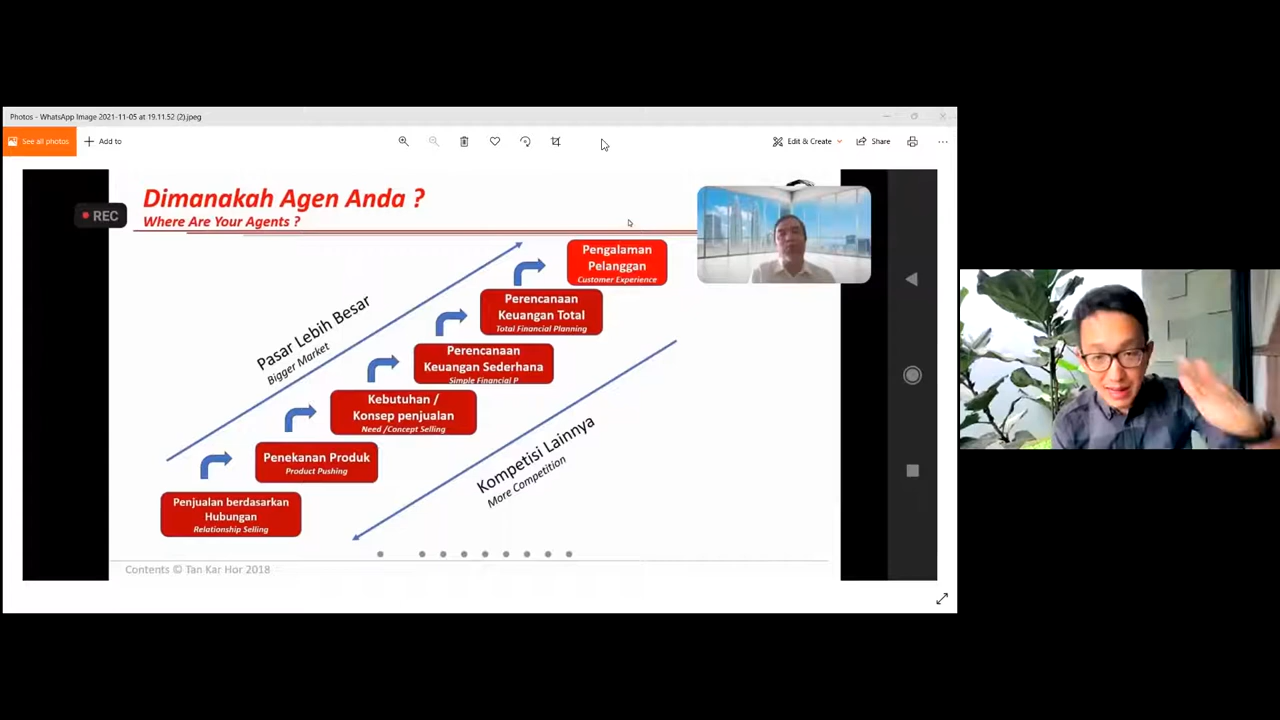 Photos - WhatsApp Image 2021-11-05 at 19.11.52 (2).jpeg
See all photos
Add to
Edit & Create
Share
REC
Dimanakah Agen Anda ?
Where Are Your Agents ?
Pengalaman
Pelanggan
Customer Experience
Perencanaan
Keuangan Total
Total Financial Planning
Perencanaan
Keuangan Sederhana
Simple Financial P
Kebutuhan /
Konsep penjualan
Need /Concept Selling
Penekanan Produk
Product Pushing
Penjualan berdasarkan
Hubungan
Relationship Selling
Pasar Lebih Besar
Bigger Market
Kompetisi Lainnya
More Competition
Contents © Tan Kar Hor 2018